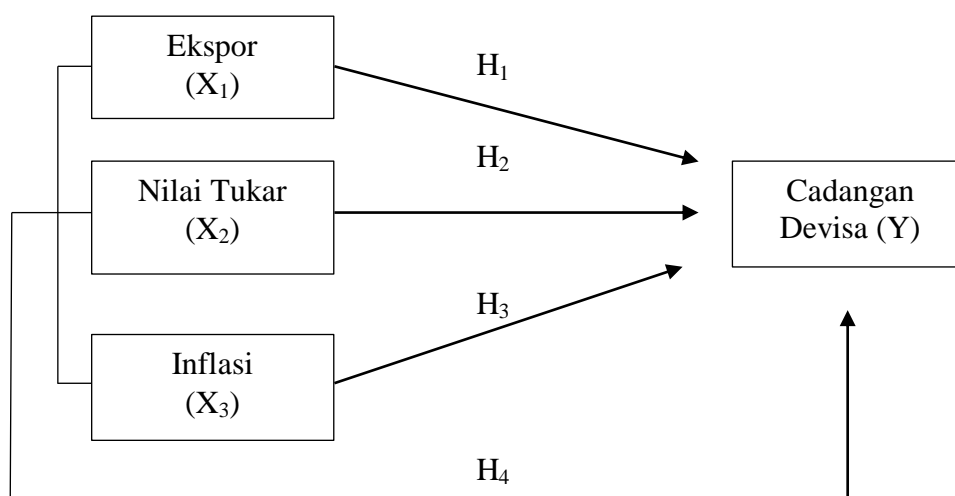 Ekspor
(X₁)
H₁
H₂
Nilai Tukar
(X₂)
Cadangan
Devisa (Y)
H₃
Inflasi
(X₃)
H₄